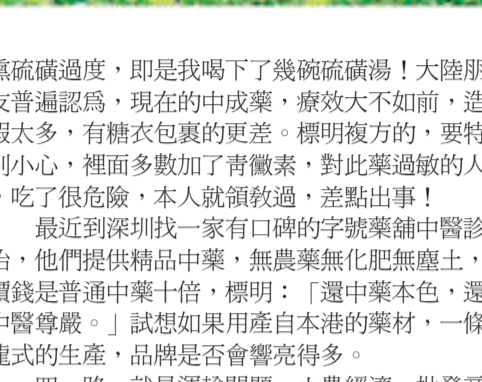 熏硫磺過度，即是我喝下了幾碗硫磺湯！大陸朋
友普遍認爲，現在的中成藥，療效大不如前，造
假太多，有糖衣包裹的更差。標明複方的，要特
別小心，裡面多數加了青黴素，對此藥過敏的人
，吃了很危險，本人就領敎過，差點出事！
最近到深圳找一家有口碑的字號藥舖中醫診
治，他們提供精品中藥，無農藥無化肥無塵土，
價錢是普通中藥十倍，標明：「還中藥本色，還
中醫尊嚴。」試想如果用產自本港的藥材，一條
龍式的生產，品牌是否會響亮得多。